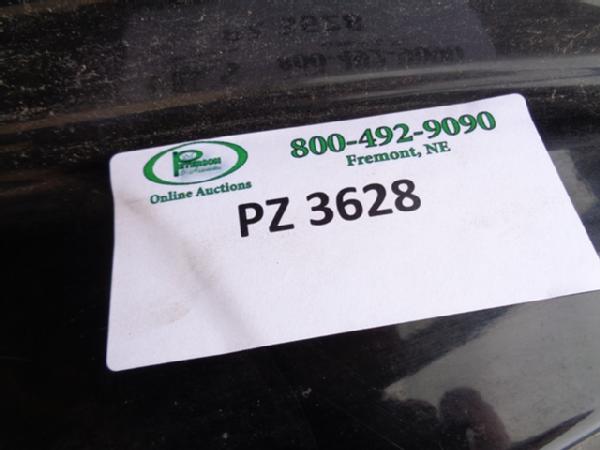 800-492-9090
Fremont, NE
Online Auctions
PZ 3628